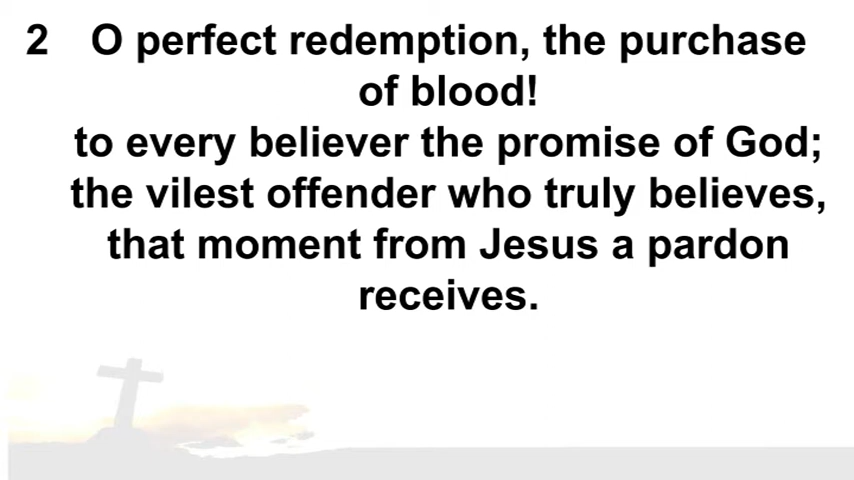 2 O perfect redemption, the purchase
of blood!
to every believer the promise of God;
the vilest offender who truly believes,
that moment from Jesus a pardon
receives.